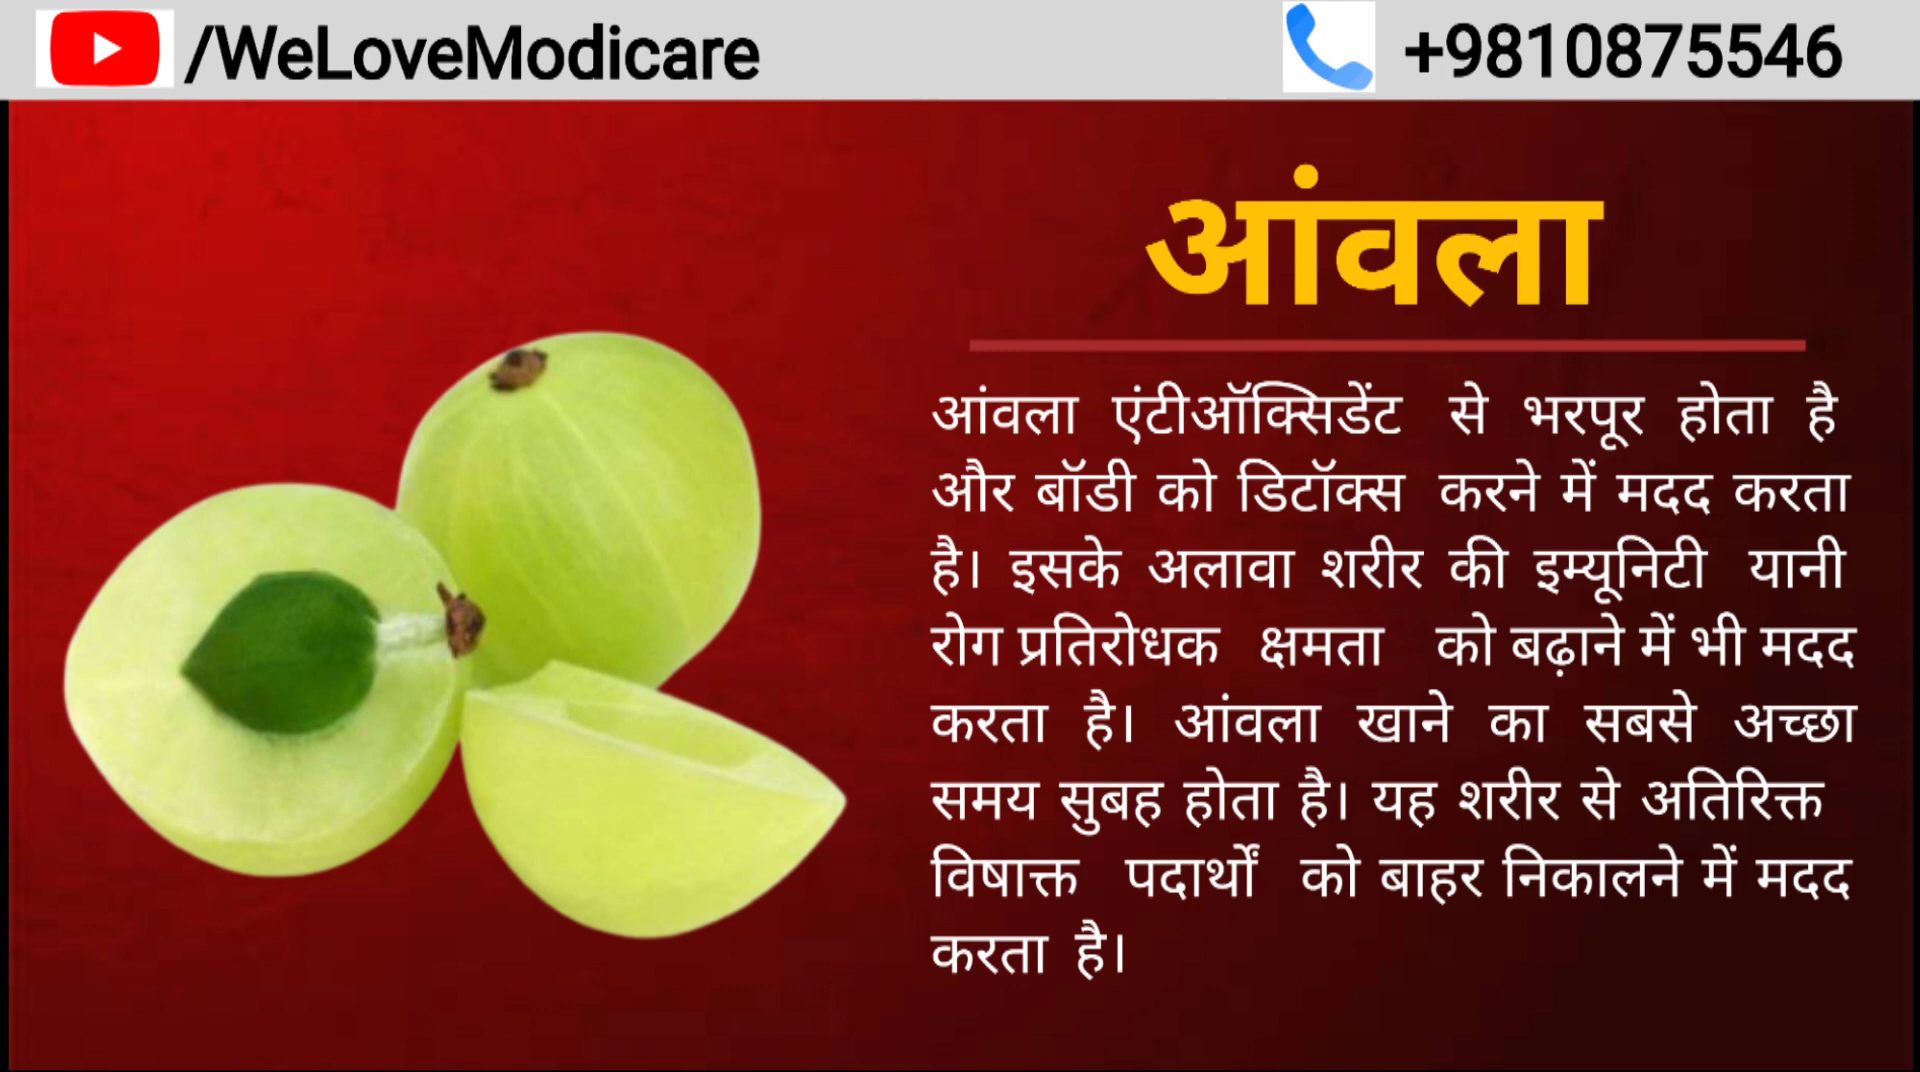 /WeLoveModicare
+9810875546
आंवला
आंवला एंटीऑक्सिडेंट से भरपूर होता है
और बॉडी को डिटॉक्स करने में मदद करता
है। इसके अलावा शरीर की इम्यूनिटी यानी
रोग प्रतिरोधक क्षमता को बढ़ाने में भी मदद
करता है। आंवला खाने का सबसे अच्छा
समय सुबह होता है। यह शरीर से अतिरिक्त
विषाक्त पदार्थों को बाहर निकालने में मदद
करता है।